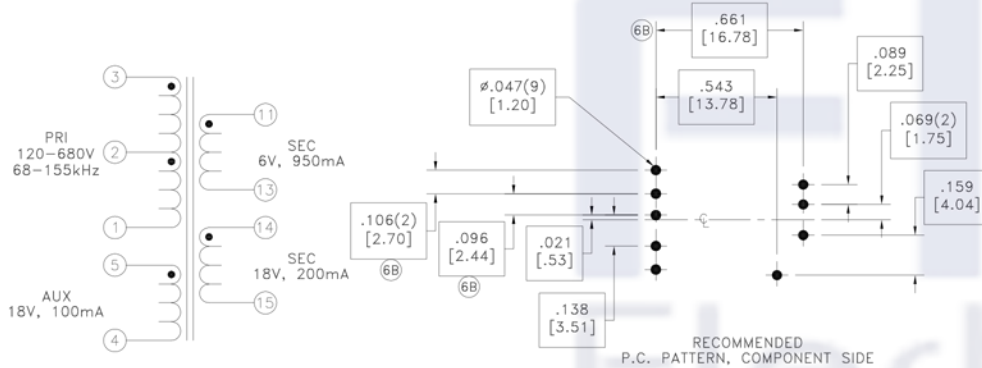 3
PRI
120-680V
68-155kHz
2
1
5
AUX
18V, 100mA
4
11
SEC
6V, 950mA
13
14
SEC
18V, 200mA
15
6B
.661
[16.78]
.089
[2.25]
ø.047(9)
[1.20]
.543
[13.78]
.069(2)
[1.75]
.159
[4.04]
.106(2)
[2.70]
6B
.096
[2.44]
6B
.021
[.53]
℄
.138
[3.51]
RECOMMENDED
P.C. PATTERN, COMPONENT SIDE